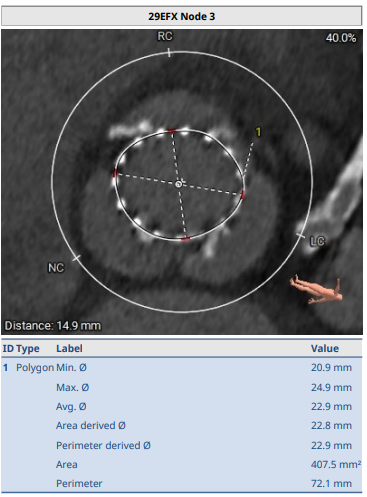 29EFX Node 3
RC
40.0%
1
LC
NC
Distance: 14.9 mm
ID Type Label Value
1 Polygon Min. Ø 20.9 mm
Max. Ø 24.9 mm
Avg. Ø 22.9 mm
Area derived Ø 22.8 mm
Perimeter derived Ø 22.9 mm
Area 407.5 mm²
Perimeter 72.1 mm